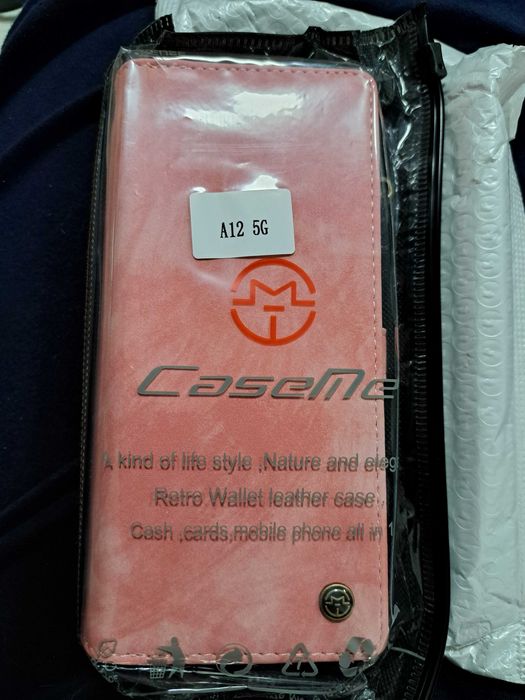 A12 5G
CaseMe
A kind of life style ,Nature and eleg
Retro Wallet leather case ,
Cash ,cards,mobile phone all in 1